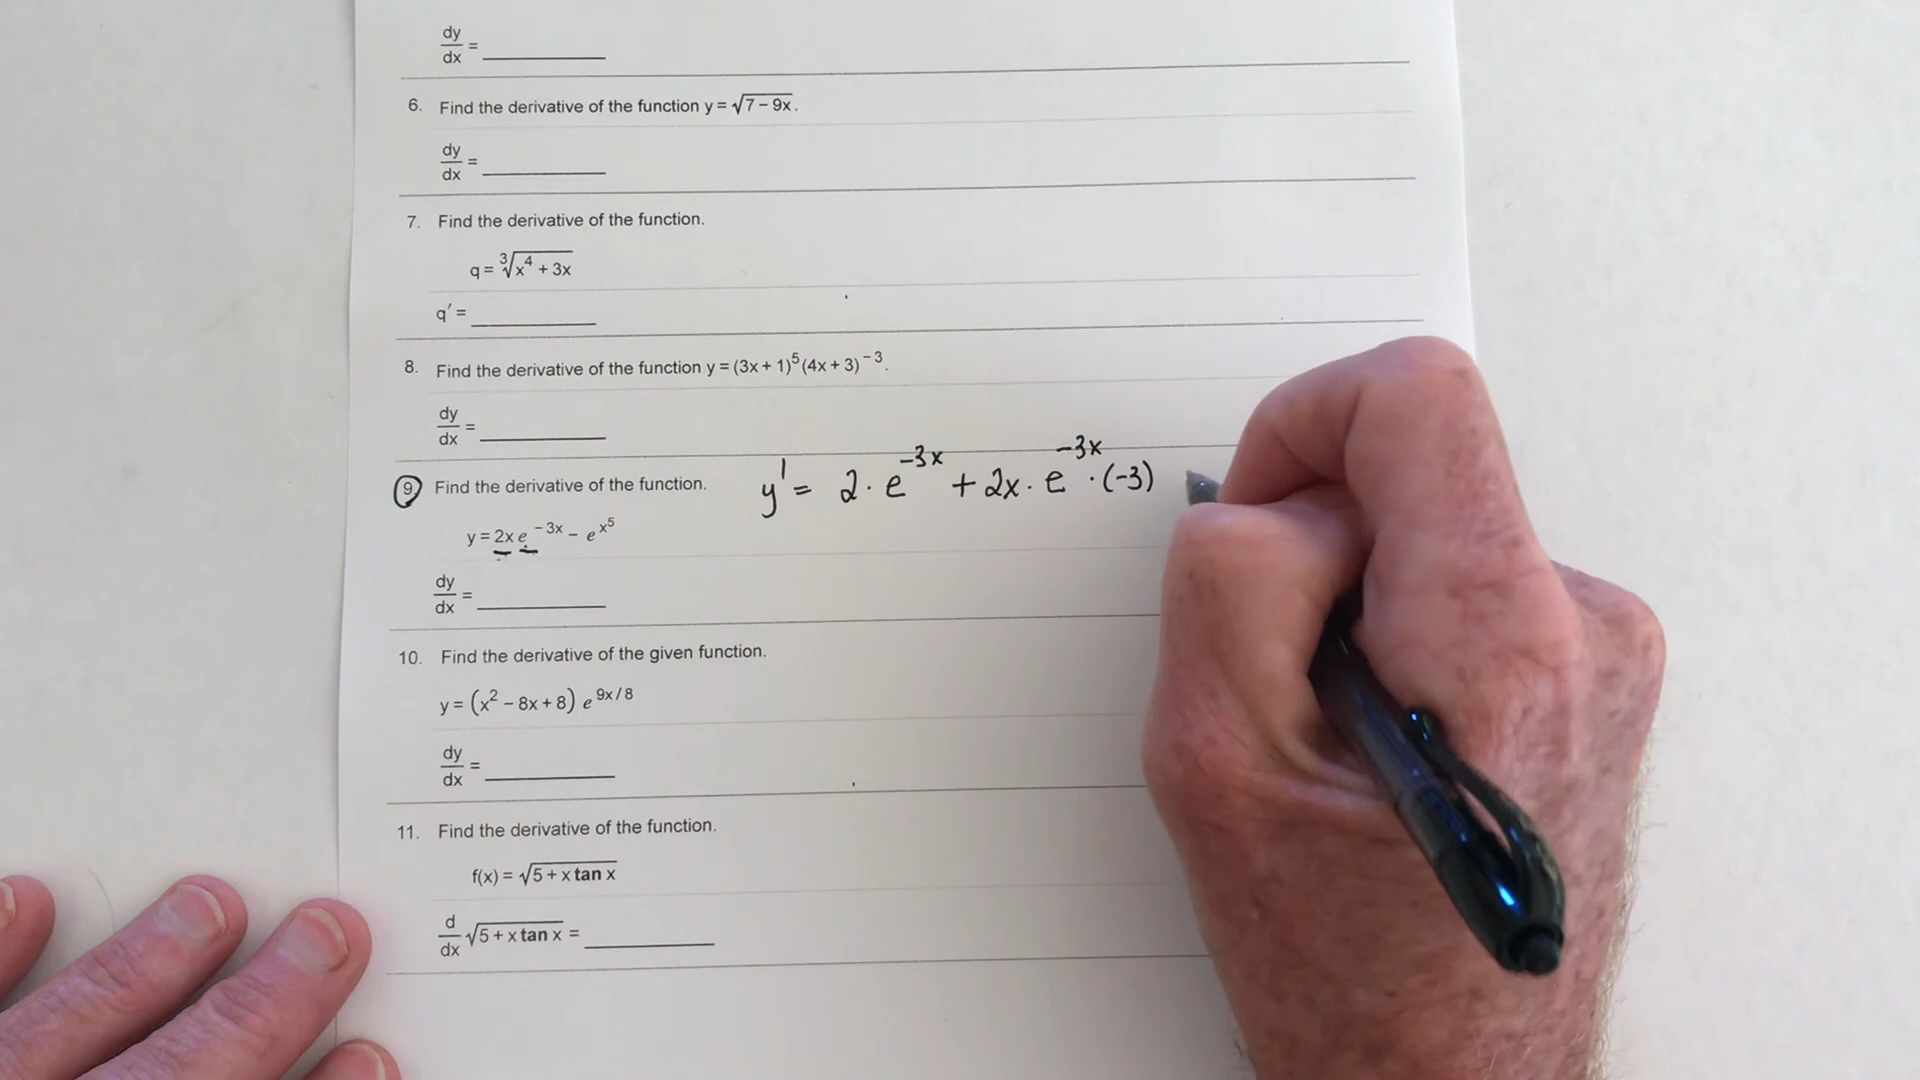 dy/dx = ______
6. Find the derivative of the function y = √(7 − 9x).
dy/dx = ______
7. Find the derivative of the function.
q = ∛(x⁴ + 3x)
q′ = ______
8. Find the derivative of the function y = (3x + 1)⁵(4x + 3)⁻³.
dy/dx = ______
9. Find the derivative of the function. y' = 2 · e^(−3x) + 2x · e^(−3x) · (−3)
y = 2x e^(−3x) − e^(x⁵)
dy/dx = ______
10. Find the derivative of the given function.
y = (x² − 8x + 8) e^(9x/8)
dy/dx = ______
11. Find the derivative of the function.
f(x) = √(5 + x tan x)
d/dx √(5 + x tan x) = ______